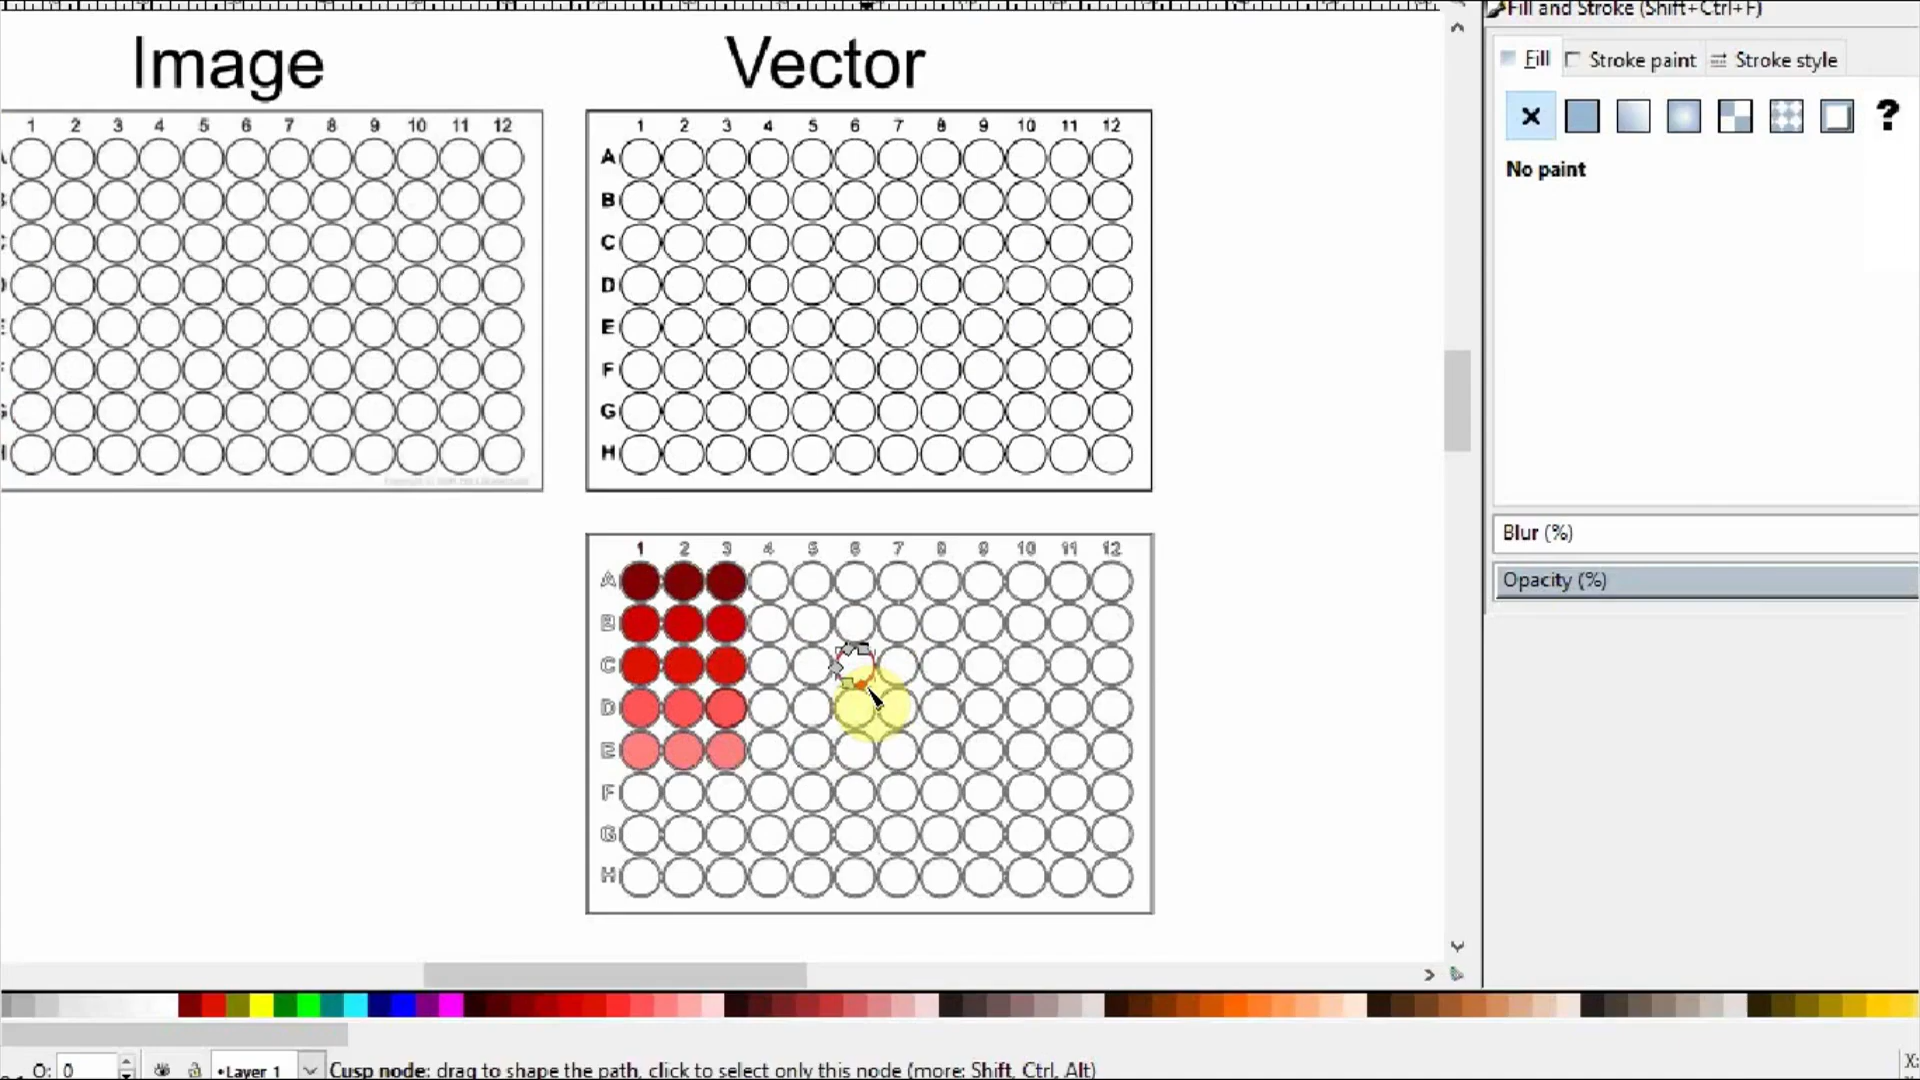 Fill and Stroke (Shift+Ctrl+F)
Fill Stroke paint Stroke style
Image Vector
?
No paint
1 2 3 4 5 6 7 8 9 10 11 12
1 2 3 4 5 6 7 8 9 10 11 12
A
B
C
D
E
F
G
H
Blur (%)
Opacity (%)
1 2 3 4 5 6 7 8 9 10 11 12
A
B
C
D
E
F
G
H
O: 0 •Layer 1 Cusp node: drag to shape the path, click to select only this node (more: Shift, Ctrl, Alt) X: